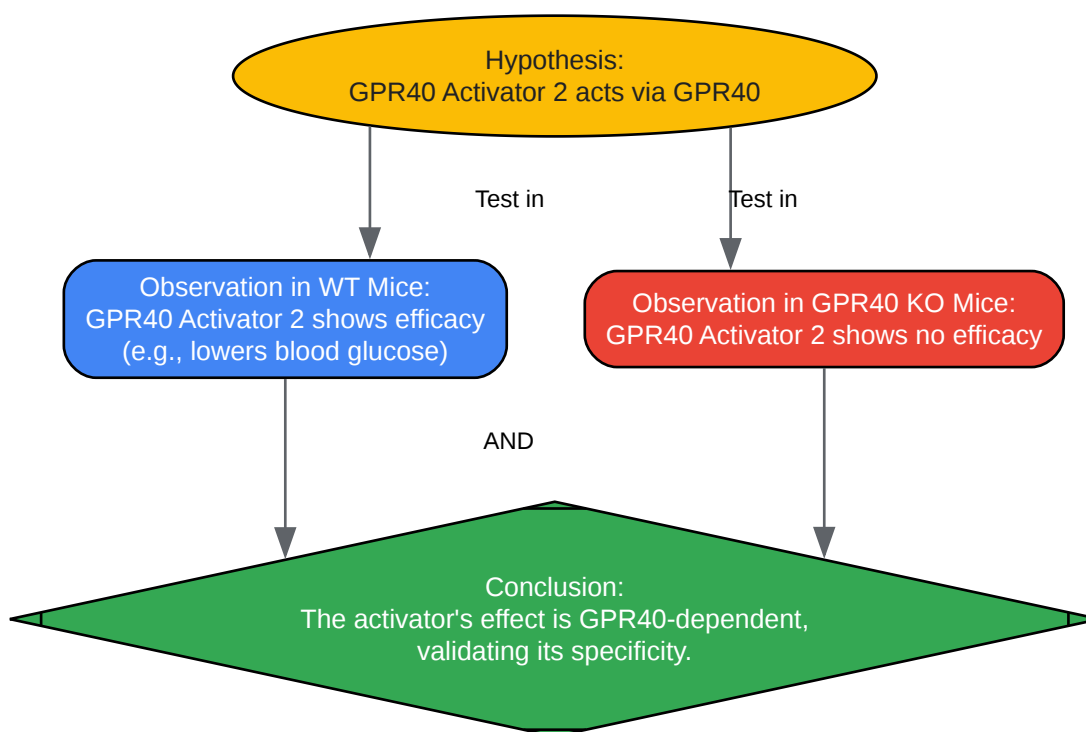 Hypothesis:
GPR40 Activator 2 acts via GPR40
Test in
Test in
Observation in WT Mice:
GPR40 Activator 2 shows efficacy
(e.g., lowers blood glucose)
Observation in GPR40 KO Mice:
GPR40 Activator 2 shows no efficacy
AND
Conclusion:
The activator's effect is GPR40-dependent,
validating its specificity.